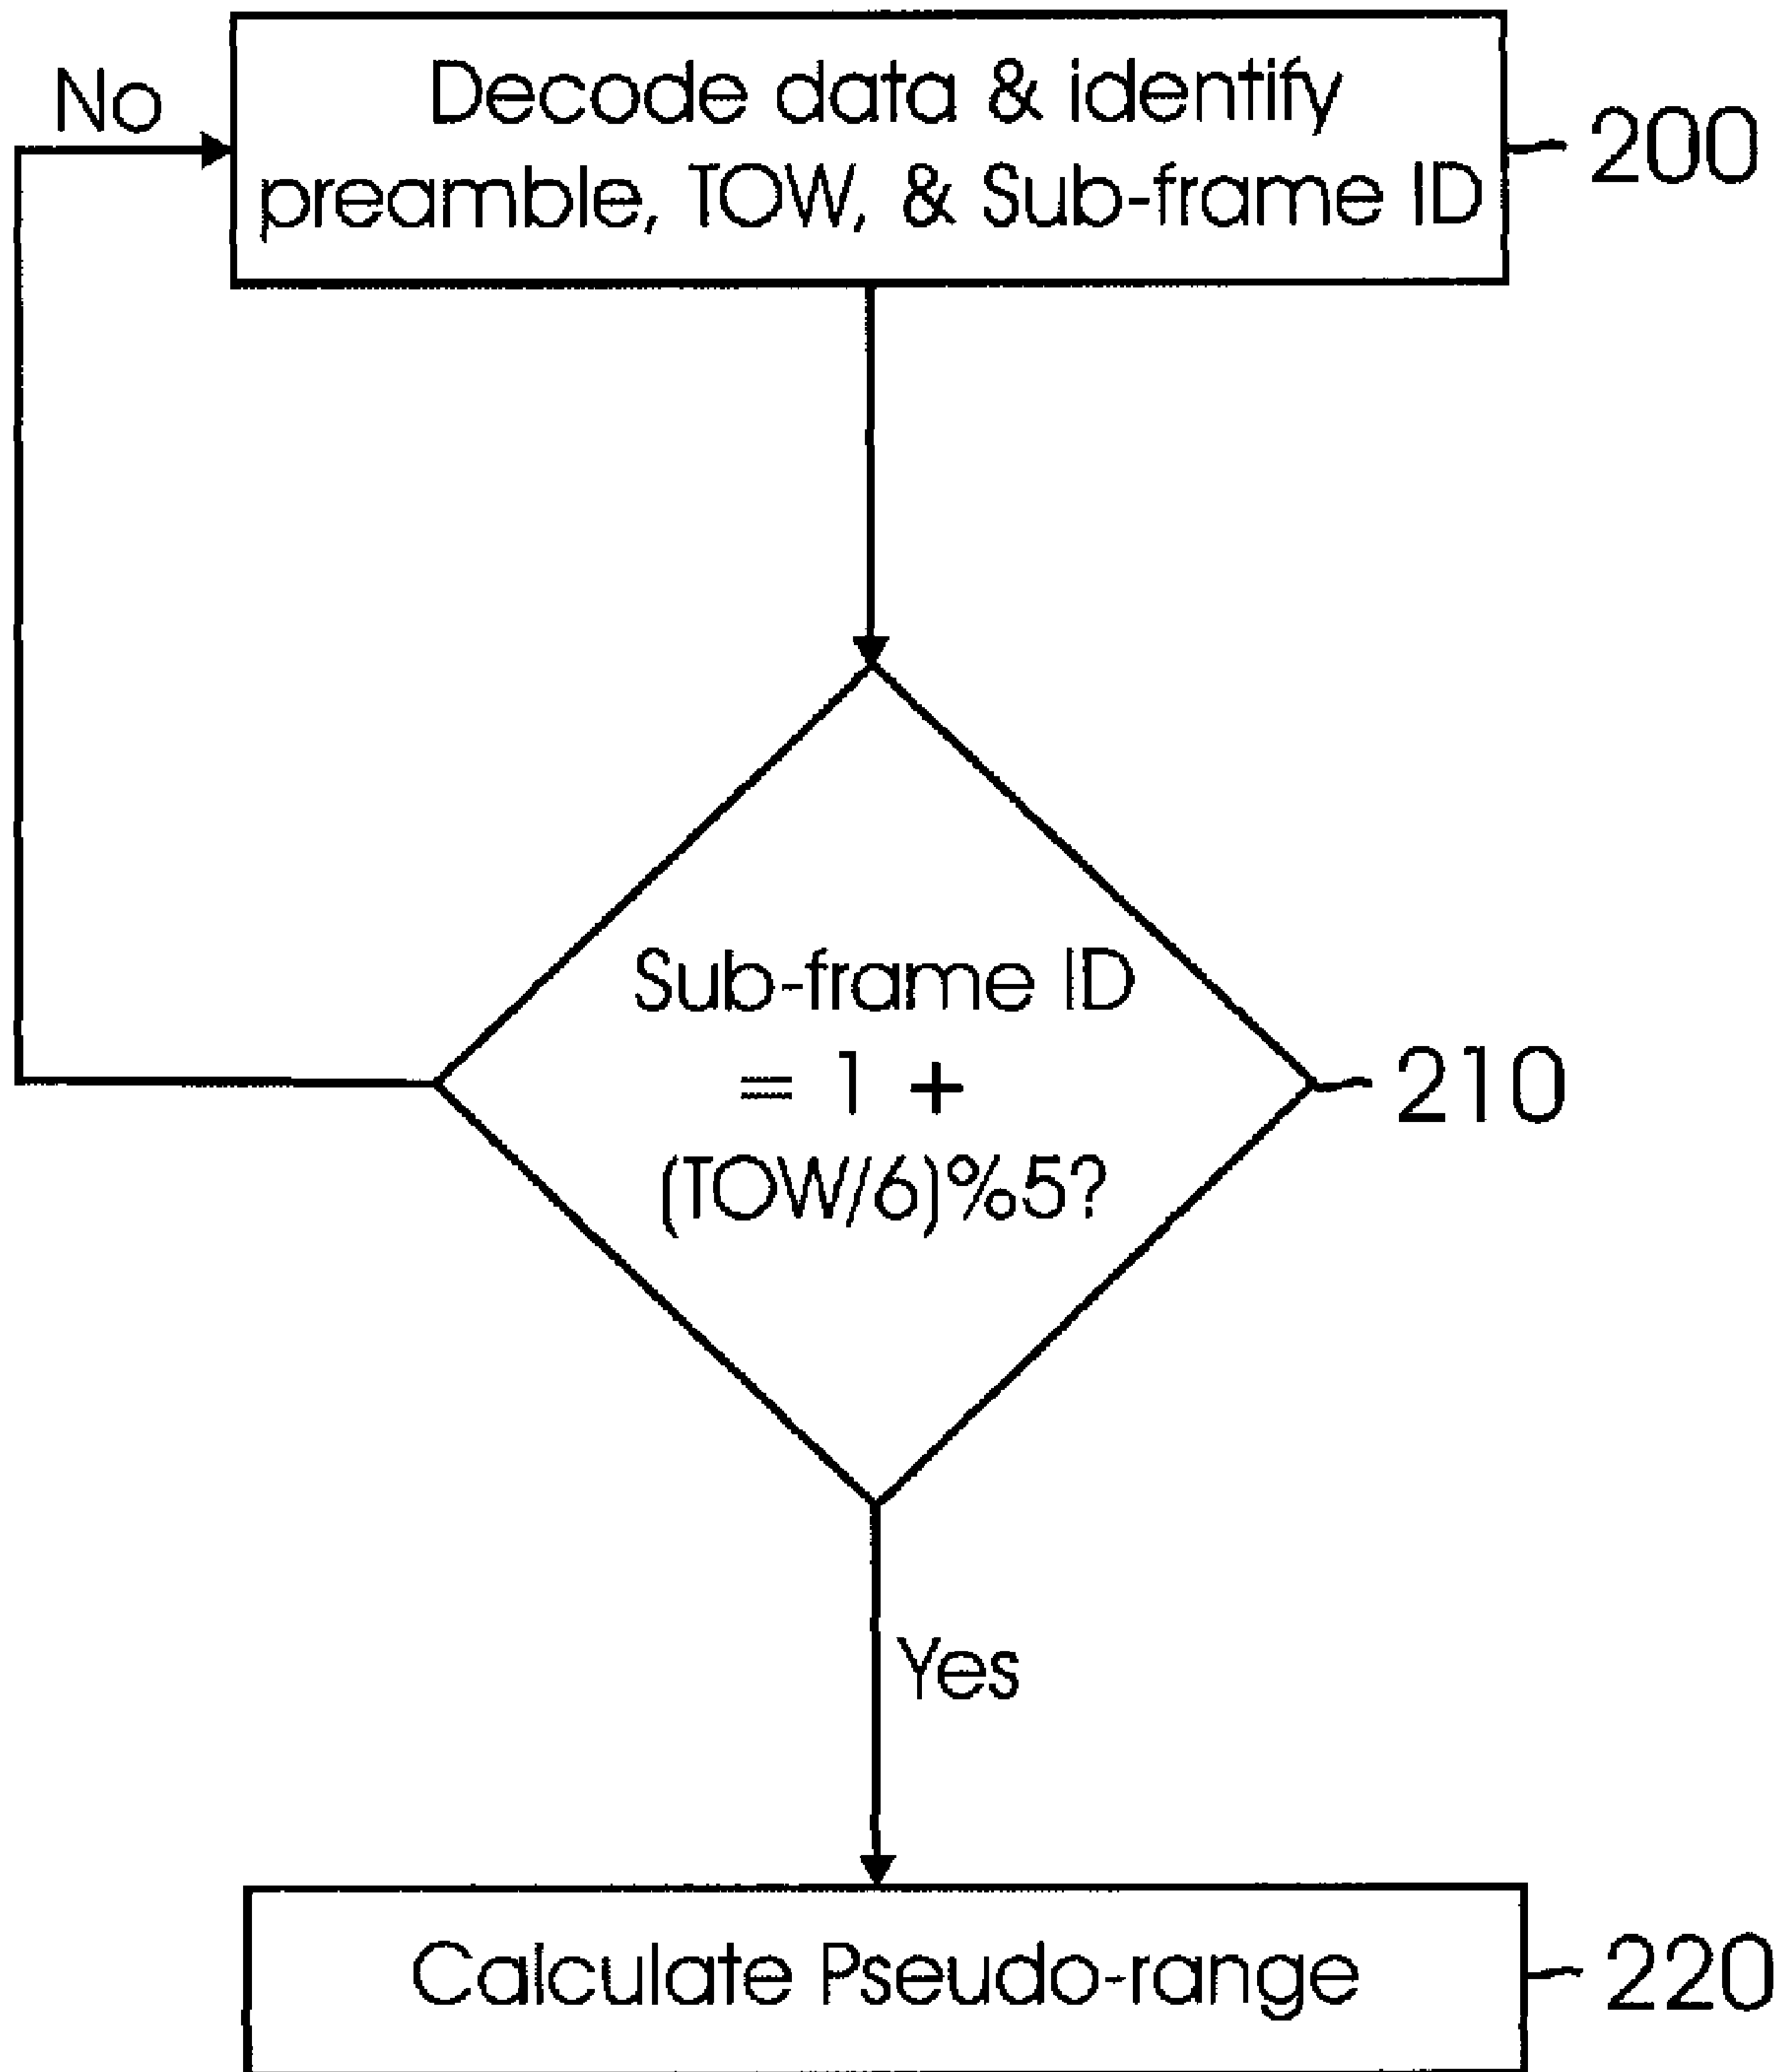 No
Decode data & identify
preamble, TOW, & Sub-frame ID
200
Sub-frame ID
= 1 +
(TOW/6)%5?
210
Yes
Calculate Pseudo-range
220